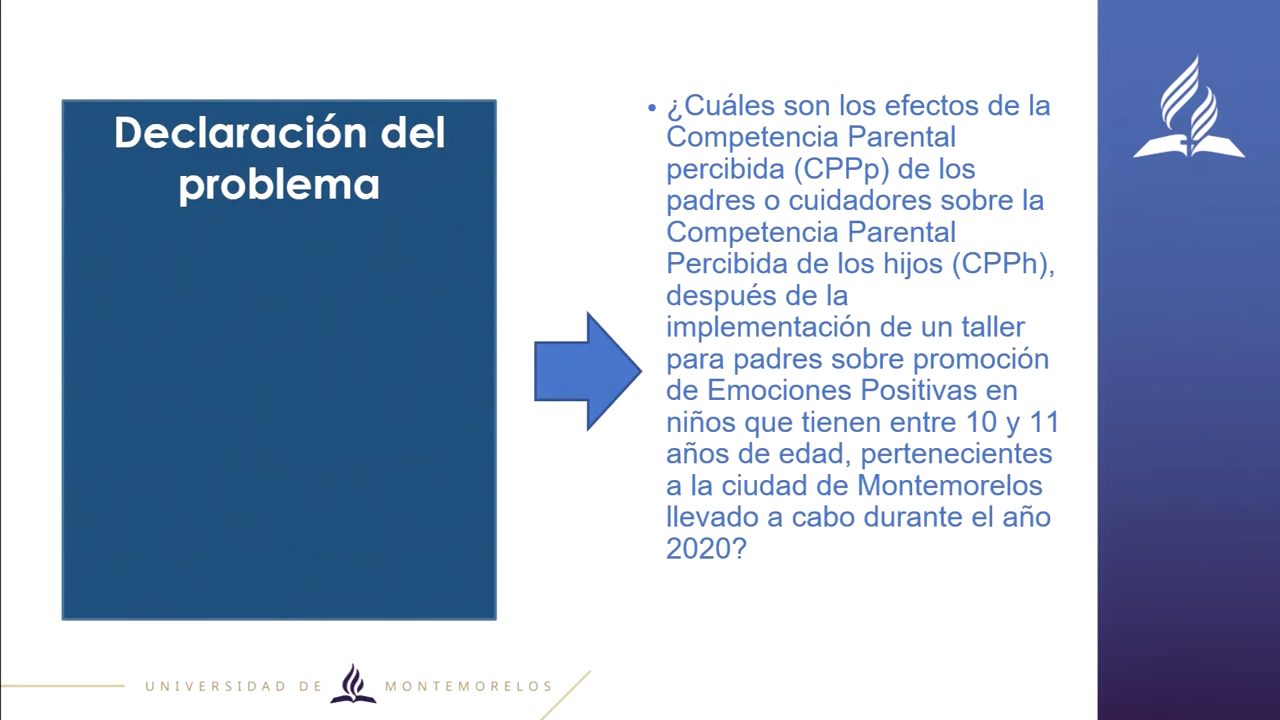 Declaración del
problema
• ¿Cuáles son los efectos de la
Competencia Parental
percibida (CPPp) de los
padres o cuidadores sobre la
Competencia Parental
Percibida de los hijos (CPPh),
después de la
implementación de un taller
para padres sobre promoción
de Emociones Positivas en
niños que tienen entre 10 y 11
años de edad, pertenecientes
a la ciudad de Montemorelos
llevado a cabo durante el año
2020?
UNIVERSIDAD DE MONTEMORELOS